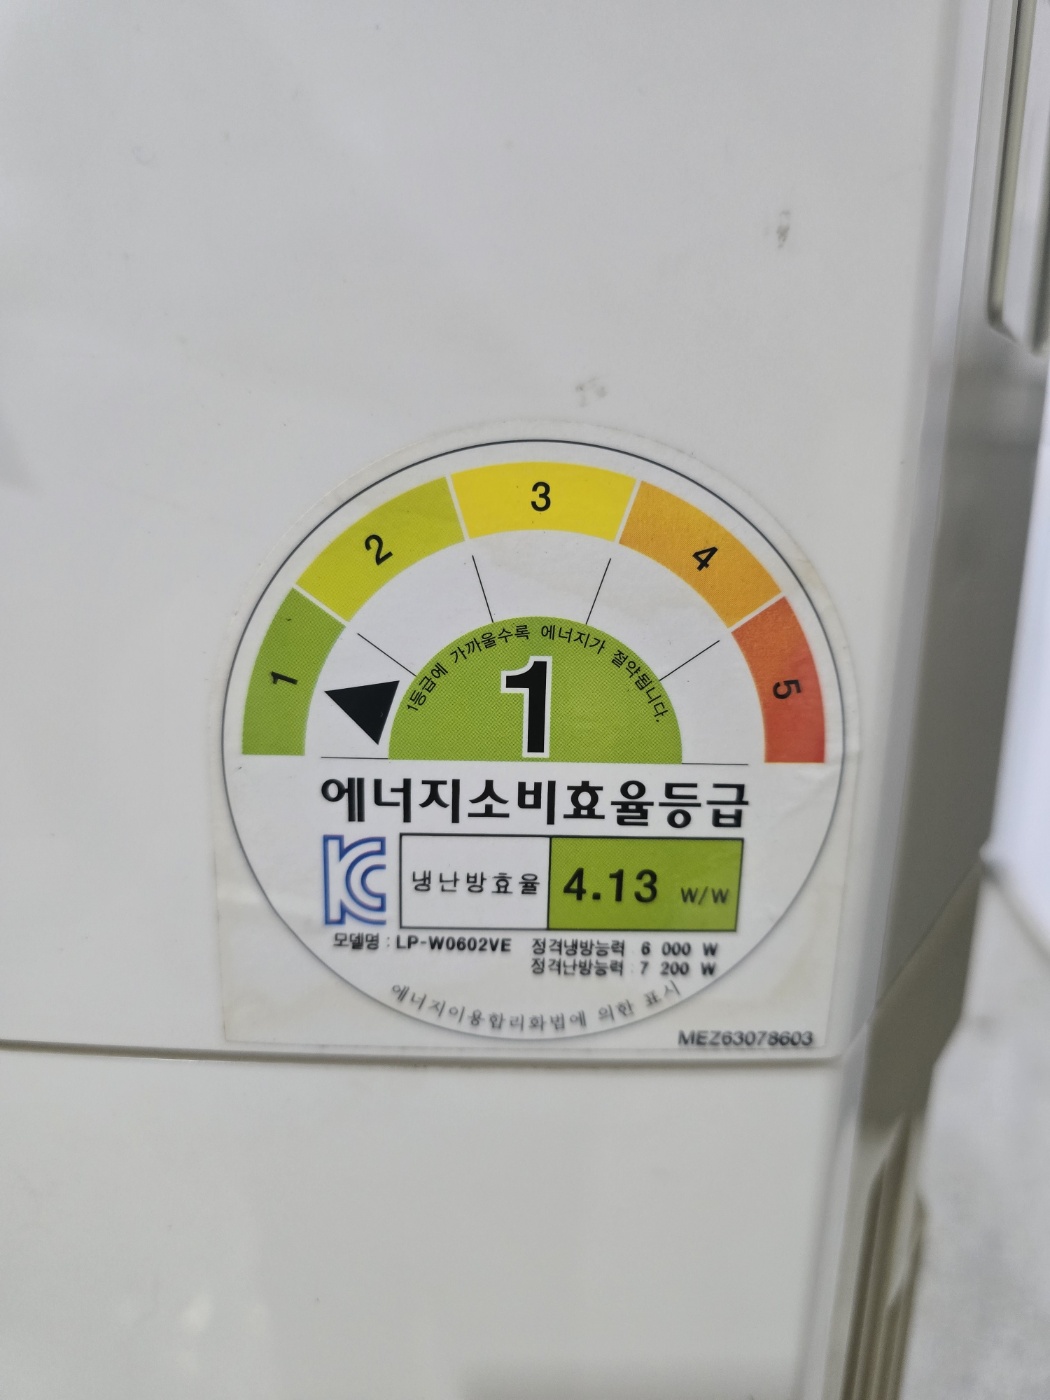 1
2
3
4
5
1등급에 가까울수록 에너지가 절약됩니다.
1
에너지소비효율등급
KC
냉난방효율
4.13 W/W
모델명 : LP-W0602VE
정격냉방능력 : 6 000 W
정격난방능력 : 7 200 W
에너지이용합리화법에 의한 표시
MEZ63078603